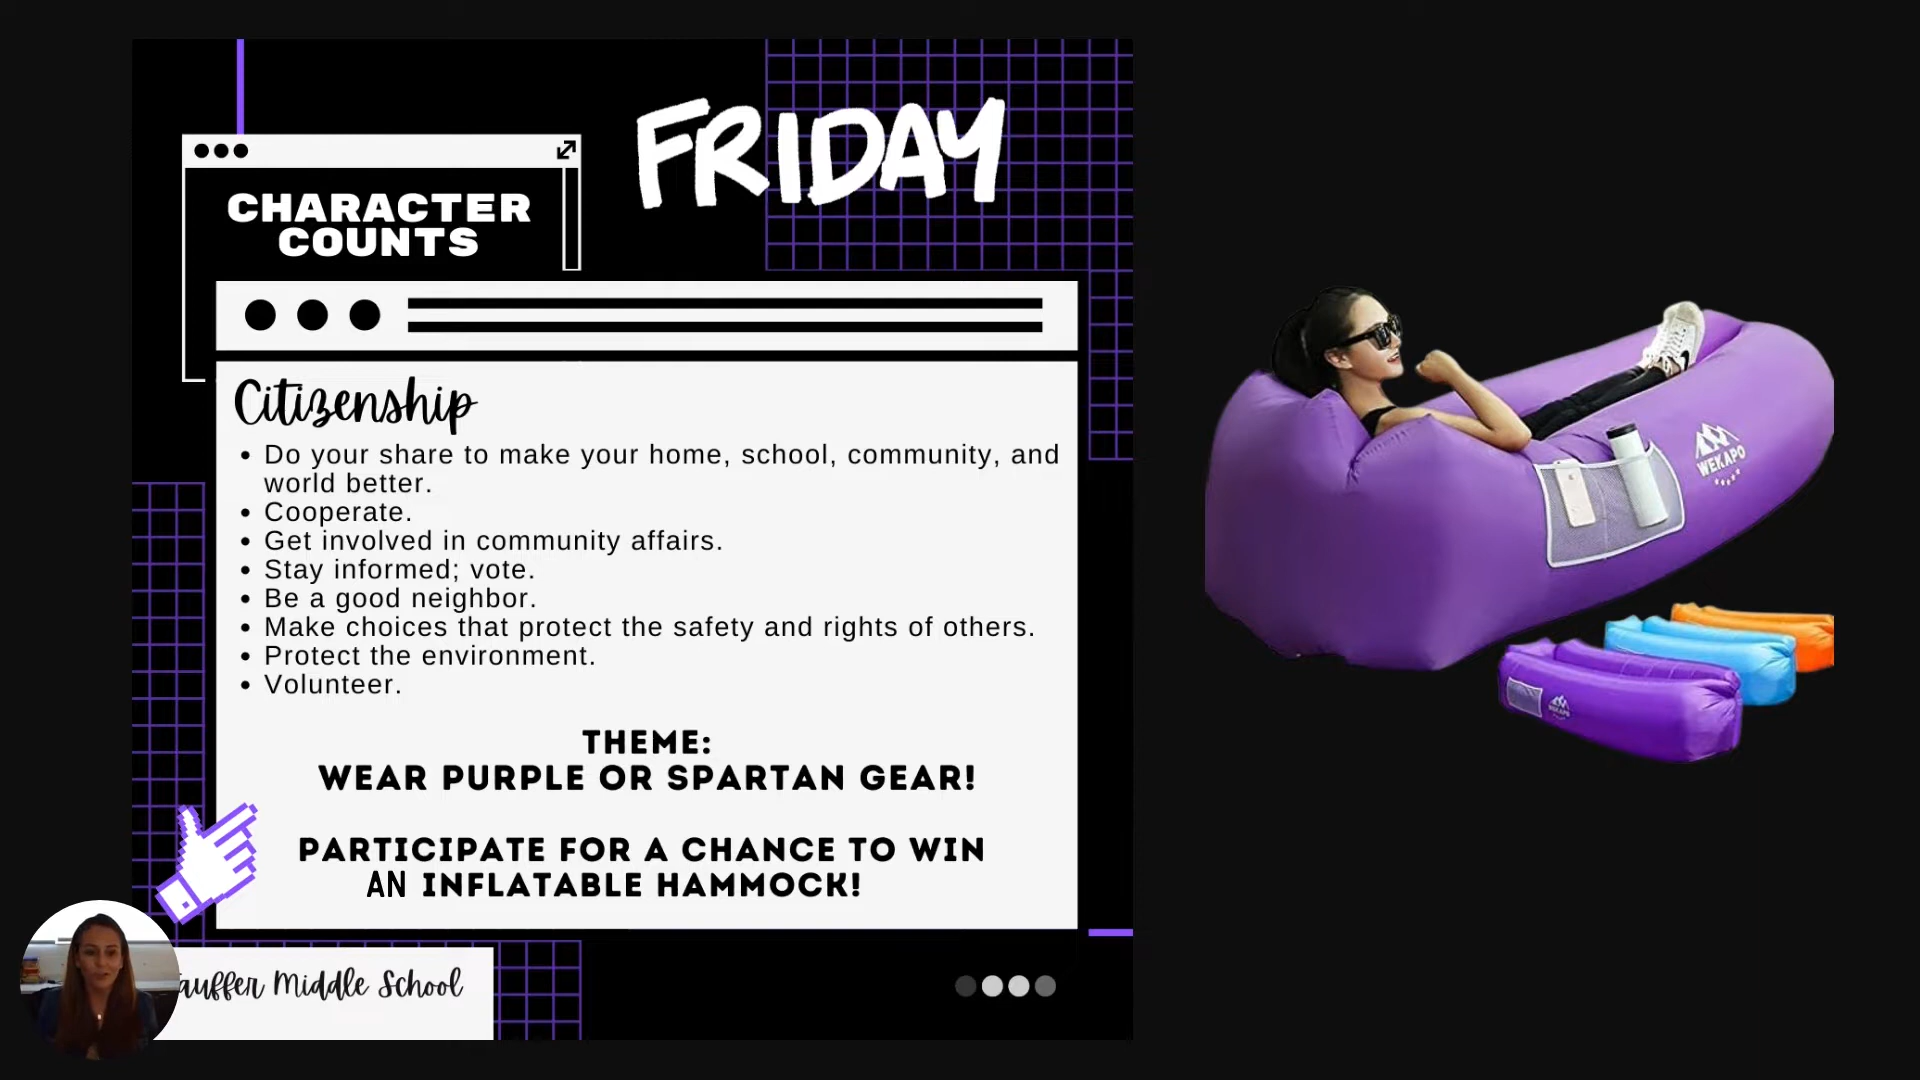 FRIDAY
CHARACTER
COUNTS
Citizenship
• Do your share to make your home, school, community, and
world better.
• Cooperate.
• Get involved in community affairs.
• Stay informed; vote.
• Be a good neighbor.
• Make choices that protect the safety and rights of others.
• Protect the environment.
• Volunteer.
THEME:
WEAR PURPLE OR SPARTAN GEAR!
PARTICIPATE FOR A CHANCE TO WIN
AN INFLATABLE HAMMOCK!
Middle School
WEKAPO
WEKAPO